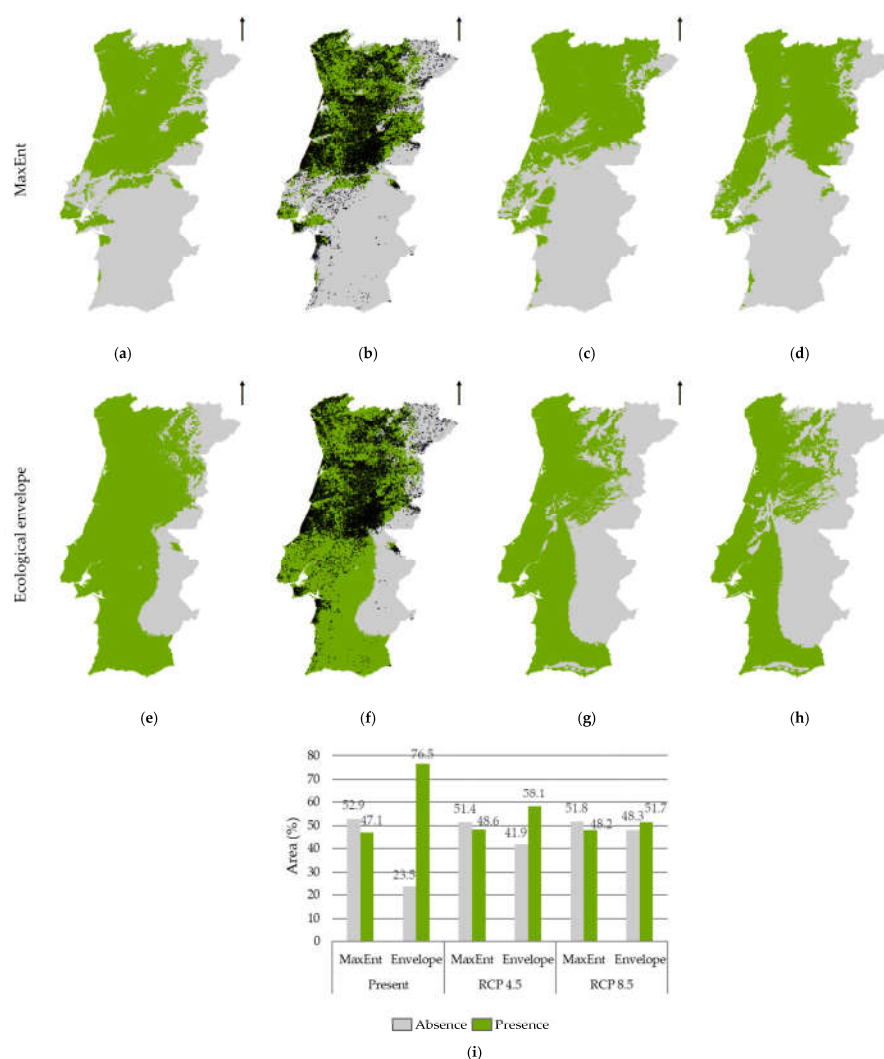 MaxEnt
(a) (b) (c) (d)
Ecological envelope
(e) (f) (g) (h)
Area (%)
80
70
60
50
40
30
20
10
0
52.9 47.1 23.5 76.5 51.4 48.6 41.9 58.1 51.8 48.2 48.3 51.7
MaxEnt Envelope MaxEnt Envelope MaxEnt Envelope
Present RCP 4.5 RCP 8.5
Absence Presence
(i)